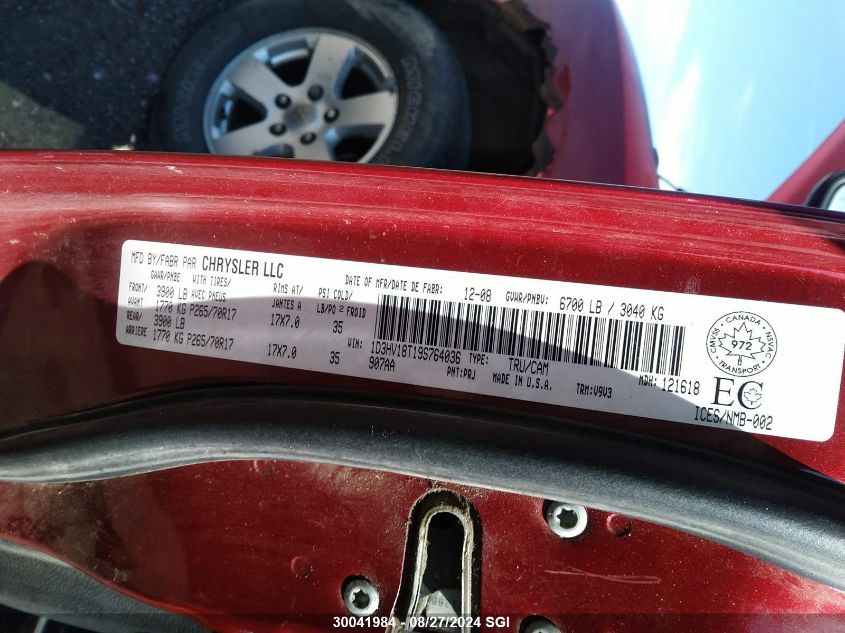 MFD BY/FABR PAR CHRYSLER LLC
DATE OF MFR/DATE DE FABR: 12-08 GVWR/PNBV: 6700 LB / 3040 KG
GAWR/PNBE WITH TIRES/ RIMS AT/ PSI COLD/
FRONT/ 3900 LB AVEC PNEUS JANTES A LB/PO² FROID
AVANT 1770 KG P265/70R17 17X7.0 35
REAR/ 3900 LB
ARRIERE 1770 KG P265/70R17 17X7.0 35
VIN: 1D3HV18T19S764036 TYPE: TRU/CAM MDH: 121618
907AA PNT:PRJ MADE IN U.S.A. TRM:V9V3
CANADA
CMVSS NSVAC
972
TRANSPORT
EC
ICES/NMB-002
30041984 - 08/27/2024 SGI